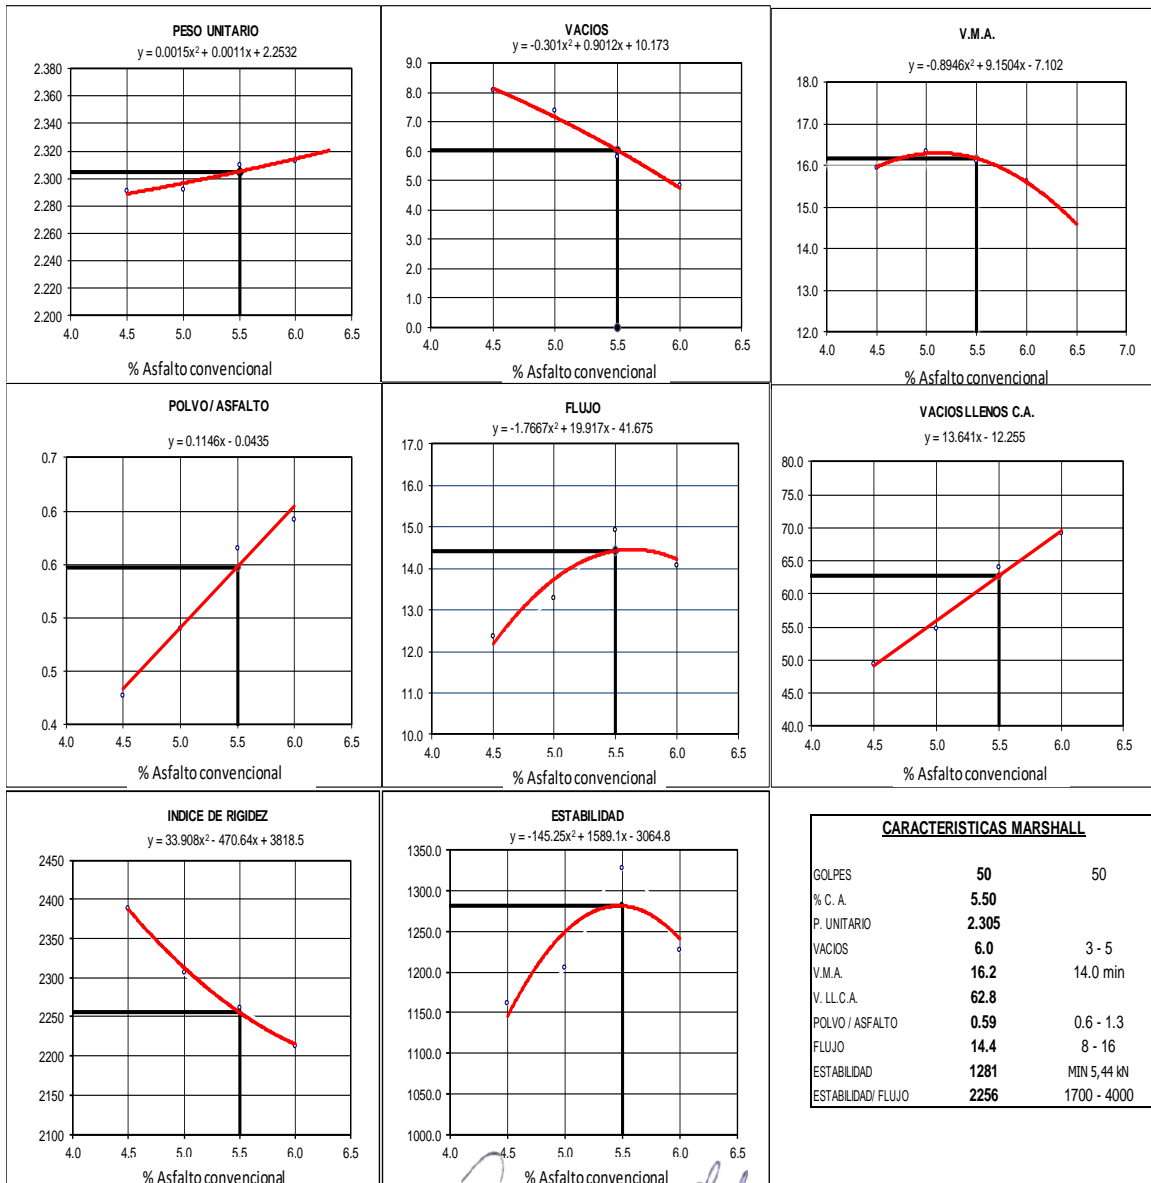 PESO UNITARIO
y = 0.0015x² + 0.0011x + 2.2532
2.380
2.360
2.340
2.320
2.300
2.280
2.260
2.240
2.220
2.200
4.0 4.5 5.0 5.5 6.0 6.5
% Asfalto convencional
VACIOS
y = -0.301x² + 0.9012x + 10.173
9.0
8.0
7.0
6.0
5.0
4.0
3.0
2.0
1.0
0.0
4.0 4.5 5.0 5.5 6.0 6.5
% Asfalto convencional
V.M.A.
y = -0.8946x² + 9.1504x - 7.102
18.0
17.0
16.0
15.0
14.0
13.0
12.0
4.0 4.5 5.0 5.5 6.0 6.5 7.0
% Asfalto convencional
POLVO / ASFALTO
y = 0.1146x - 0.0435
0.7
0.6
0.6
0.5
0.5
0.4
4.0 4.5 5.0 5.5 6.0 6.5
% Asfalto convencional
FLUJO
y = -1.7667x² + 19.917x - 41.675
17.0
16.0
15.0
14.0
13.0
12.0
11.0
10.0
4.0 4.5 5.0 5.5 6.0 6.5
% Asfalto convencional
VACIOS LLENOS C.A.
y = 13.641x - 12.255
80.0
75.0
70.0
65.0
60.0
55.0
50.0
45.0
40.0
4.0 4.5 5.0 5.5 6.0 6.5
% Asfalto convencional
INDICE DE RIGIDEZ
y = 33.908x² - 470.64x + 3818.5
2450
2400
2350
2300
2250
2200
2150
2100
4.0 4.5 5.0 5.5 6.0 6.5
% Asfalto convencional
ESTABILIDAD
y = -145.25x² + 1589.1x - 3064.8
1350.0
1300.0
1250.0
1200.0
1150.0
1100.0
1050.0
1000.0
4.0 4.5 5.0 5.5 6.0 6.5
% Asfalto convencional
CARACTERISTICAS MARSHALL
GOLPES 50 50
% C. A. 5.50
P. UNITARIO 2.305
VACIOS 6.0 3 - 5
V.M.A. 16.2 14.0 min
V. LL.C.A. 62.8
POLVO / ASFALTO 0.59 0.6 - 1.3
FLUJO 14.4 8 - 16
ESTABILIDAD 1281 MIN 5,44 kN
ESTABILIDAD/ FLUJO 2256 1700 - 4000